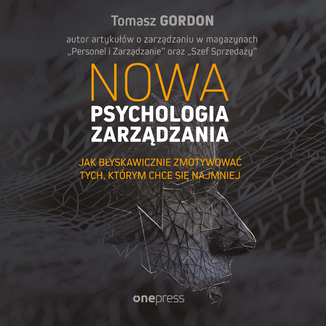 Tomasz GORDON
autor artykułów o zarządzaniu w magazynach
„Personel i Zarządzanie” oraz „Szef Sprzedaży”
NOWA
PSYCHOLOGIA
ZARZĄDZANIA
JAK BŁYSKAWICZNIE ZMOTYWOWAĆ
TYCH, KTÓRYM CHCE SIĘ NAJMNIEJ
onepress